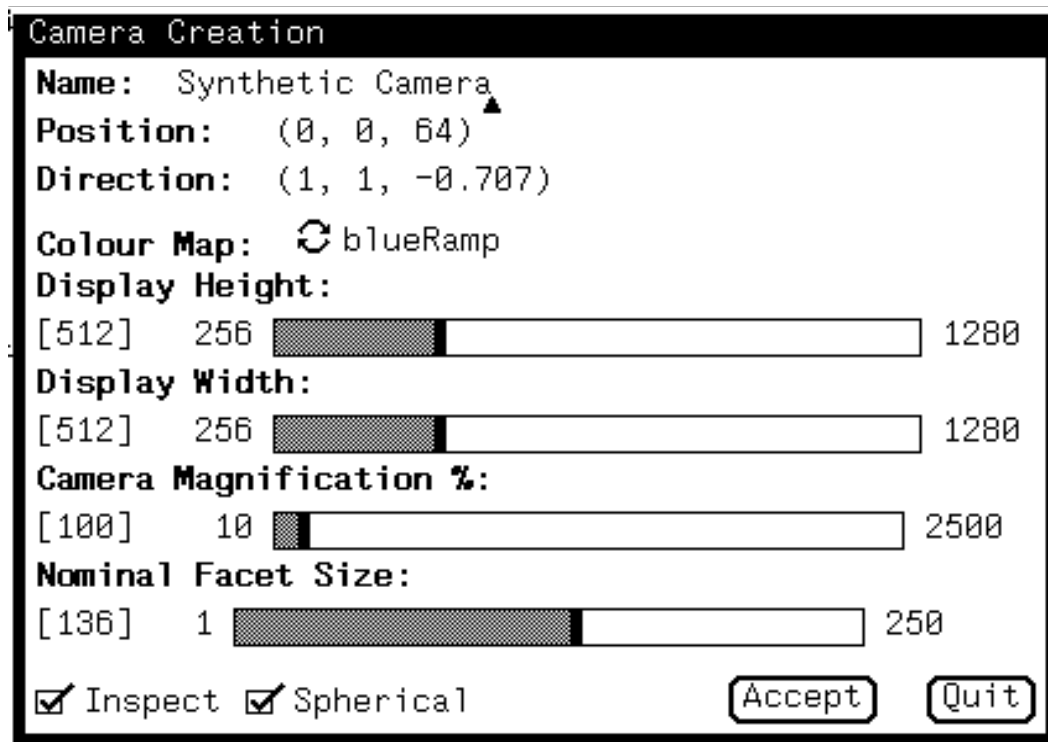 Camera Creation
Name: Synthetic Camera
Position: (0, 0, 64)
Direction: (1, 1, -0.707)
Colour Map: blueRamp
Display Height:
[512] 256 1280
Display Width:
[512] 256 1280
Camera Magnification %:
[100] 10 2500
Nominal Facet Size:
[136] 1 250
Inspect Spherical Accept Quit